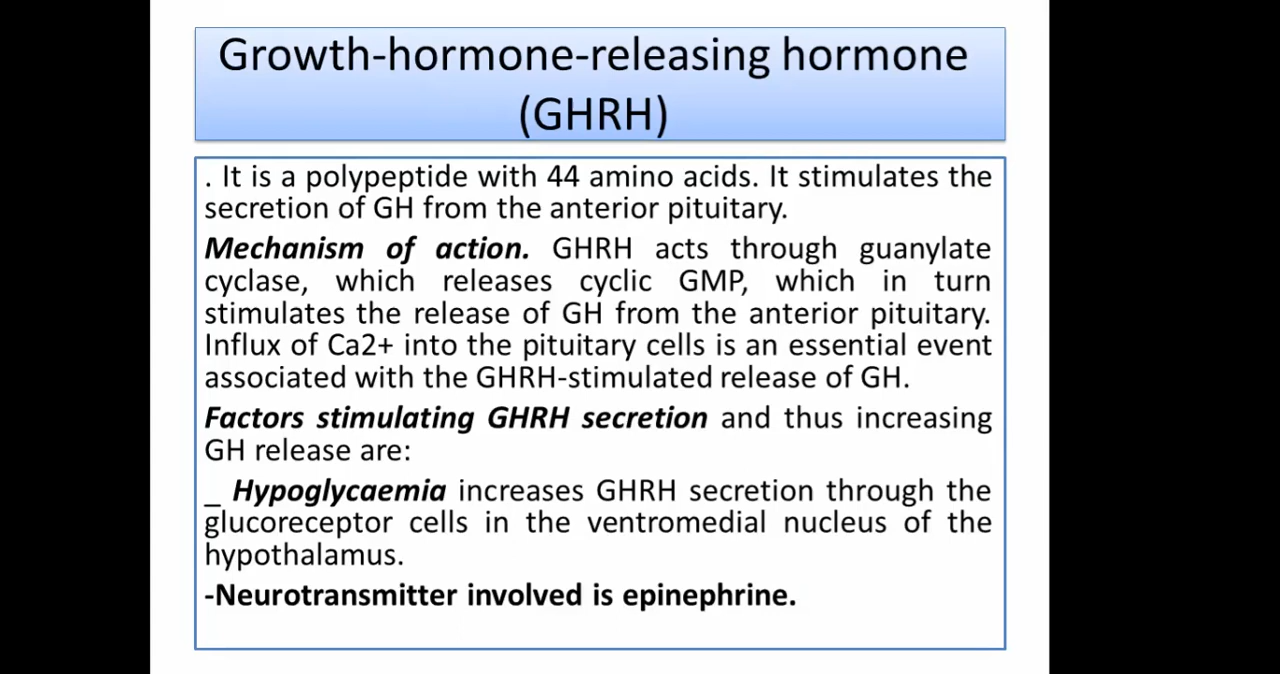 Growth-hormone-releasing hormone
(GHRH)
. It is a polypeptide with 44 amino acids. It stimulates the
secretion of GH from the anterior pituitary.
Mechanism of action. GHRH acts through guanylate
cyclase, which releases cyclic GMP, which in turn
stimulates the release of GH from the anterior pituitary.
Influx of Ca2+ into the pituitary cells is an essential event
associated with the GHRH-stimulated release of GH.
Factors stimulating GHRH secretion and thus increasing
GH release are:
_ Hypoglycaemia increases GHRH secretion through the
glucoreceptor cells in the ventromedial nucleus of the
hypothalamus.
-Neurotransmitter involved is epinephrine.